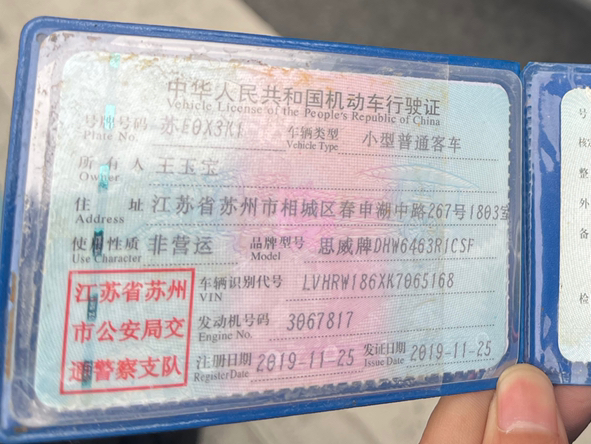 中华人民共和国机动车行驶证
Vehicle License of the People's Republic of China
号牌号码 苏E0X3K1 车辆类型 小型普通客车
Plate No. Vehicle Type
所有人 王玉宝
Owner
住址 江苏省苏州市相城区春申湖中路267号1803室
Address
使用性质 非营运 品牌型号 思威牌DHW6463R1CSF
Use Character Model
江苏省苏州
市公安局交
通警察支队
车辆识别代号 LVHRW186XK7065168
VIN
发动机号码 3067817
Engine No.
注册日期 2019-11-25 发证日期 2019-11-25
Register Date Issue Date
号
核
整
外
备
检